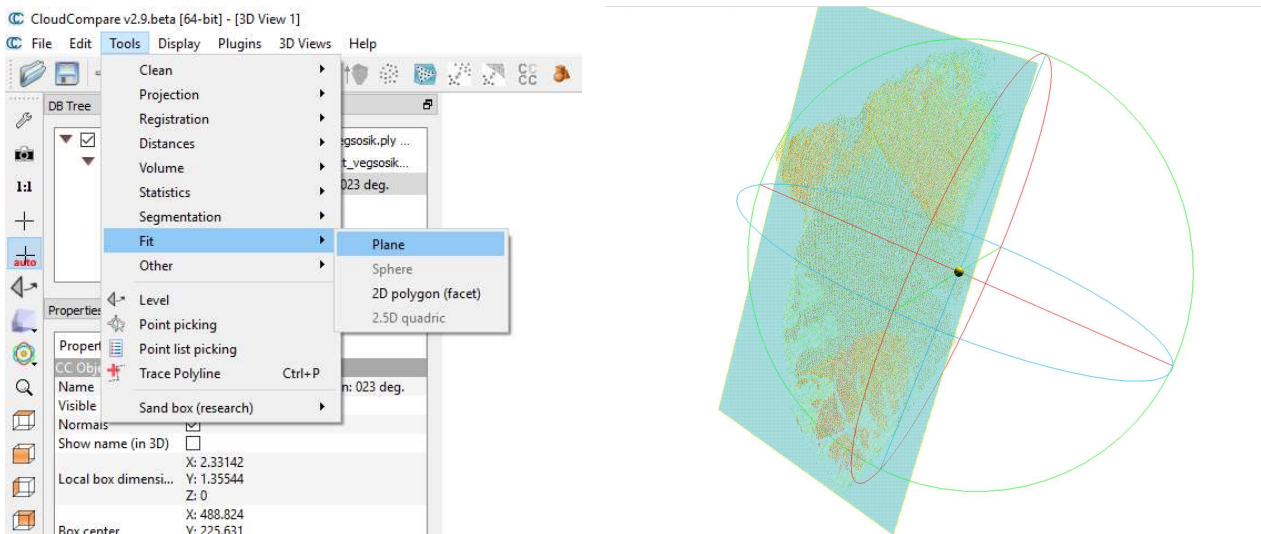 CloudCompare v2.9.beta [64-bit] - [3D View 1]
File Edit Tools Display Plugins 3D Views Help
CC
CC
1:1
auto
DB Tree
Clean
Projection
Registration
Distances
Volume
Statistics
Segmentation
Fit
Other
Level
Point picking
Point list picking
Trace Polyline Ctrl+P
Sand box (research)
Plane
Sphere
2D polygon (facet)
2.5D quadric
egsosik.ply ...
t_vegsosik...
023 deg.
Properties
Propert
CC Obj
Name n: 023 deg.
Visible
Normals
Show name (in 3D)
Local box dimensi...
X: 2.33142
Y: 1.35544
Z: 0
Box center
X: 488.824
Y: 225.631